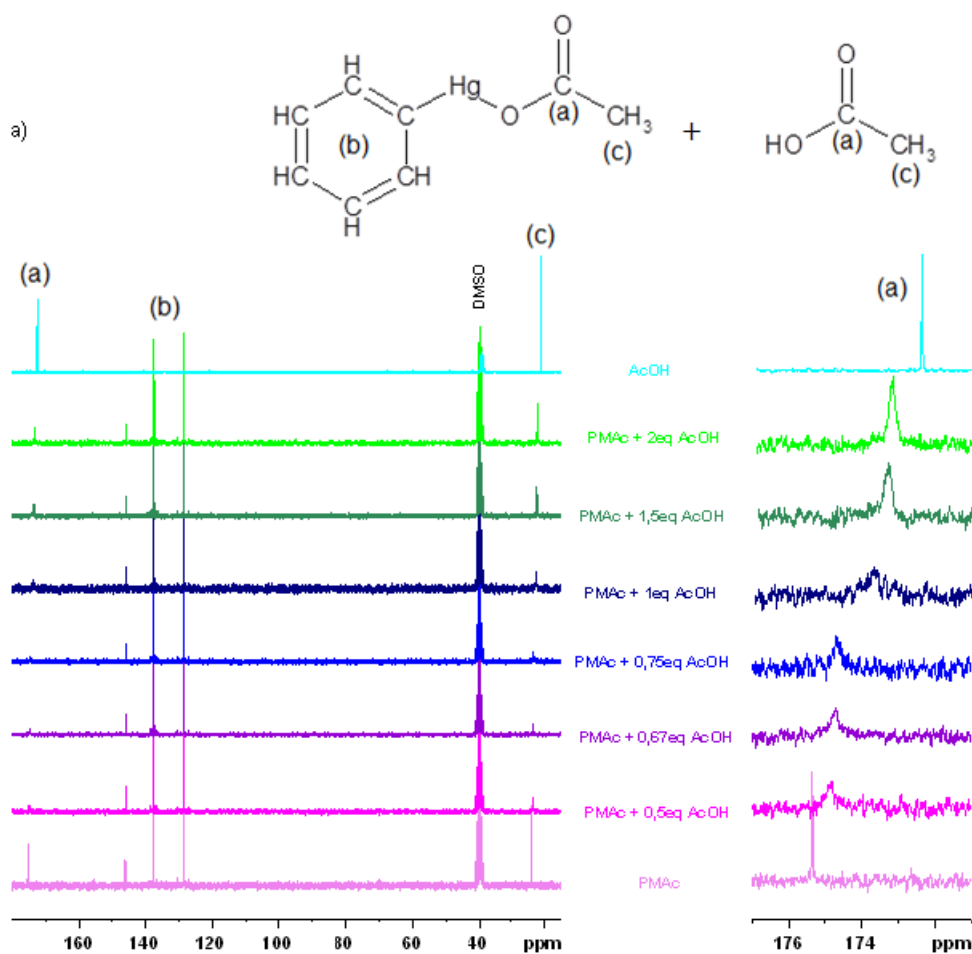 a)
O
H
C
HC
HC
C
H
CH
C
Hg
O
C
(a)
CH3
(c)
(b)
+
O
HO
C
(a)
CH3
(c)
(a)
(b)
DMSO
(c)
(a)
AcOH
PMAc + 2eq AcOH
PMAc + 1,5eq AcOH
PMAc + 1eq AcOH
PMAc + 0,75eq AcOH
PMAc + 0,67eq AcOH
PMAc + 0,5eq AcOH
PMAc
160 140 120 100 80 60 40 ppm
176 174 ppm